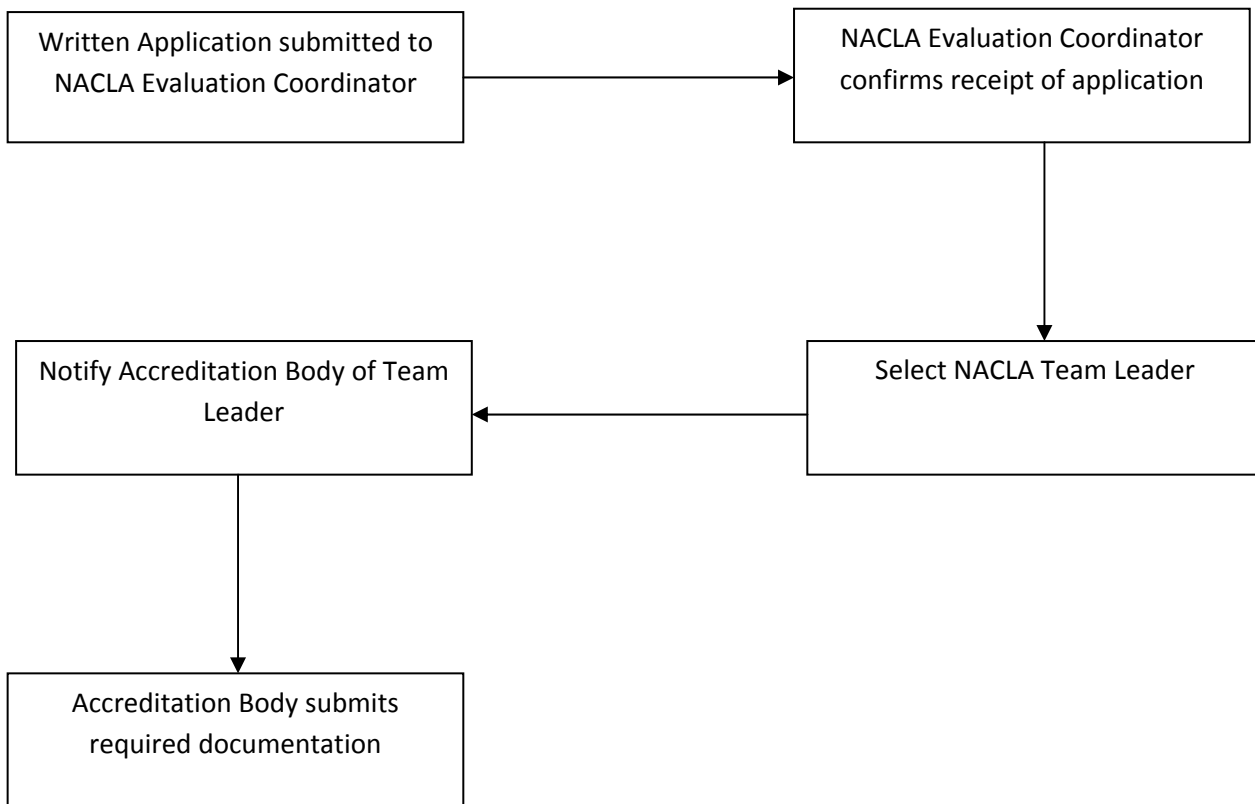 Written Application submitted to
NACLA Evaluation Coordinator
NACLA Evaluation Coordinator
confirms receipt of application
Select NACLA Team Leader
Notify Accreditation Body of Team
Leader
Accreditation Body submits
required documentation